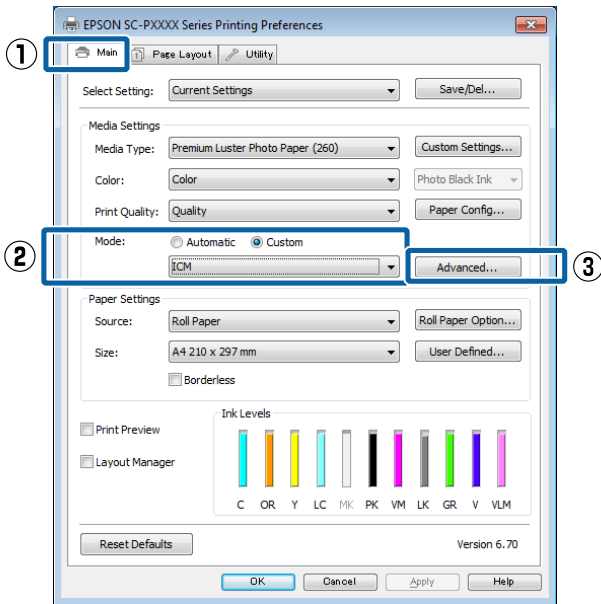 EPSON SC-PXXXX Series Printing Preferences
① Main Page Layout Utility
Select Setting: Current Settings Save/Del...
Media Settings
Media Type: Premium Luster Photo Paper (260) Custom Settings...
Color: Color Photo Black Ink
Print Quality: Quality Paper Config...
Mode: Automatic Custom
② ICM Advanced... ③
Paper Settings
Source: Roll Paper Roll Paper Option...
Size: A4 210 x 297 mm User Defined...
Borderless
Ink Levels
Print Preview
Layout Manager
C OR Y LC MK PK VM LK GR V VLM
Reset Defaults Version 6.70
OK Cancel Apply Help